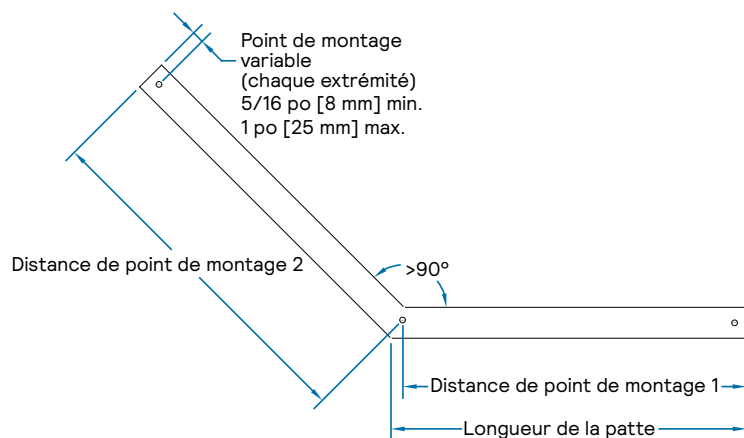 Point de montage
variable
(chaque extrémité)
5/16 po [8 mm] min.
1 po [25 mm] max.
Distance de point de montage 2
>90°
Distance de point de montage 1
Longueur de la patte